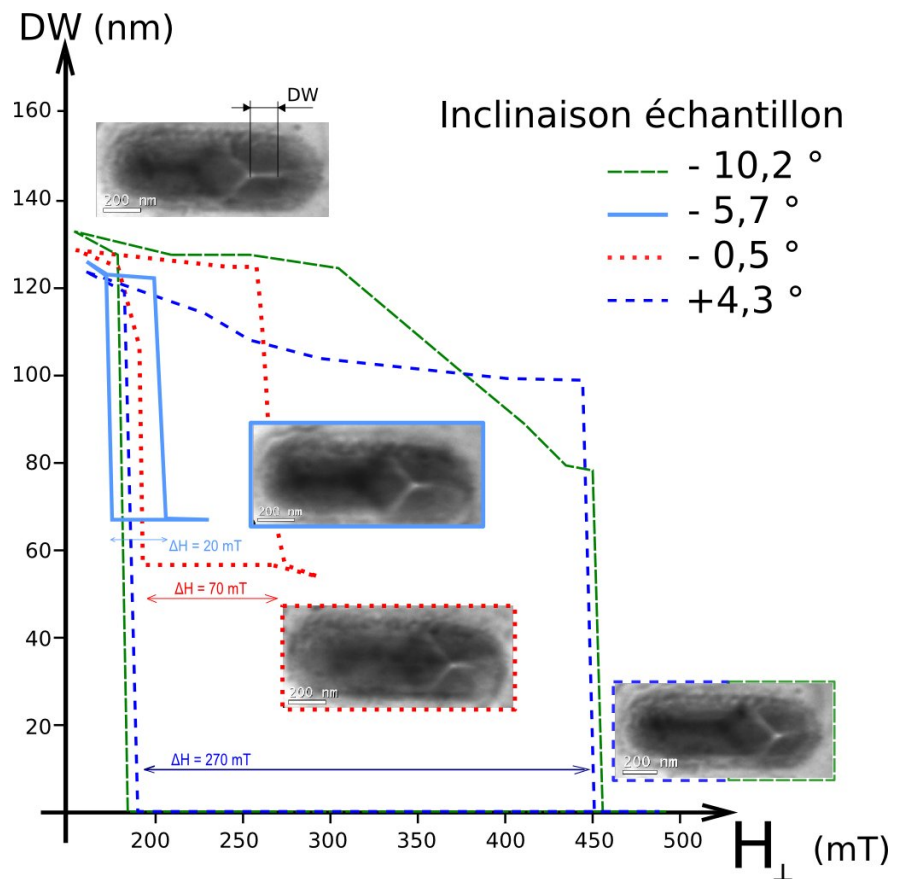 DW (nm)
160
140
120
100
80
60
40
20
DW
200 nm
Inclinaison échantillon
- 10,2 °
- 5,7 °
- 0,5 °
+4,3 °
200 nm
ΔH = 20 mT
ΔH = 70 mT
200 nm
200 nm
ΔH = 270 mT
200
250
300
350
400
450
500
H⊥ (mT)